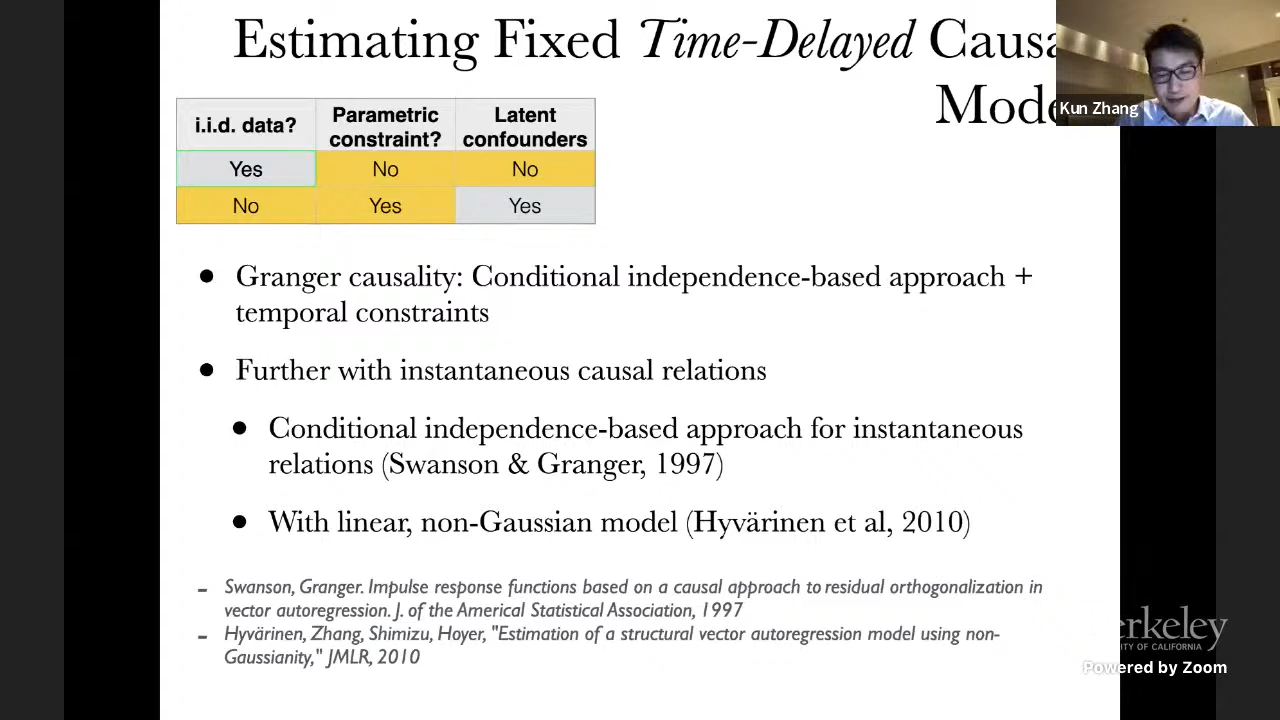 Estimating Fixed Time-Delayed Causa
Mod
Kun Zhang
i.i.d. data?
Parametric
constraint?
Latent
confounders
Yes
No
No
No
Yes
Yes
• Granger causality: Conditional independence-based approach +
temporal constraints
• Further with instantaneous causal relations
• Conditional independence-based approach for instantaneous
relations (Swanson & Granger, 1997)
• With linear, non-Gaussian model (Hyvärinen et al, 2010)
- Swanson, Granger. Impulse response functions based on a causal approach to residual orthogonalization in
vector autoregression. J. of the Americal Statistical Association, 1997
- Hyvärinen, Zhang, Shimizu, Hoyer, "Estimation of a structural vector autoregression model using non-
Gaussianity," JMLR, 2010
erkeley
TY OF CALIFORNIA
Powered by Zoom